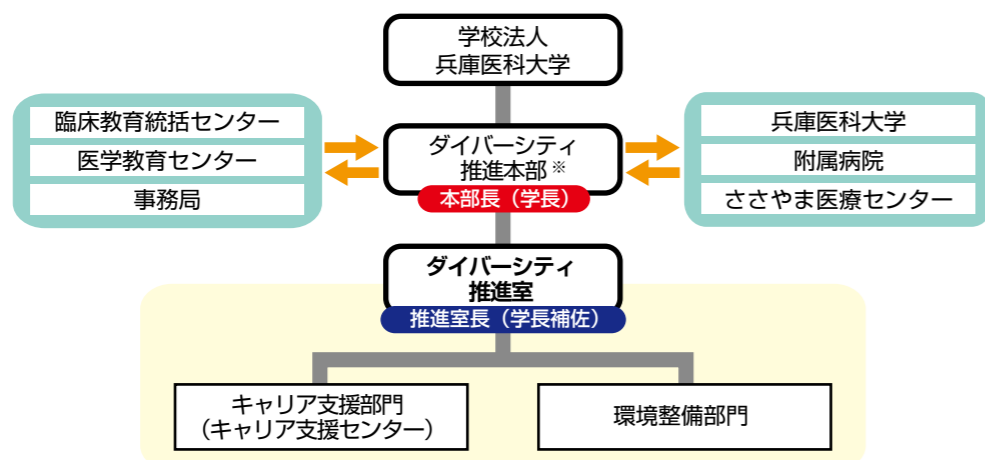 学校法人
兵庫医科大学
臨床教育統括センター
医学教育センター
事務局
ダイバーシティ
推進本部※
本部長（学長）
兵庫医科大学
附属病院
ささやま医療センター
ダイバーシティ
推進室
推進室長（学長補佐）
キャリア支援部門
（キャリア支援センター）
環境整備部門